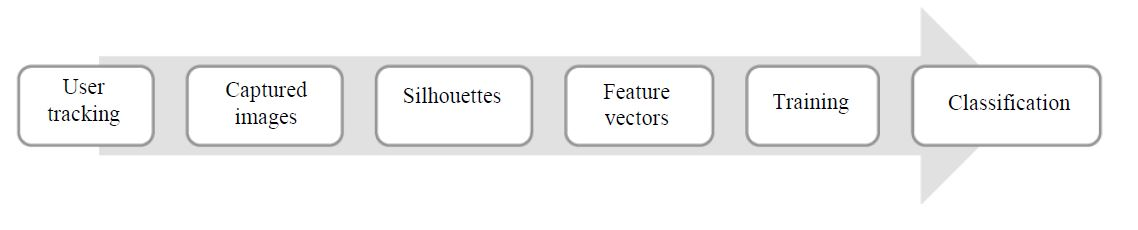 User
tracking
Captured
images
Silhouettes
Feature
vectors
Training
Classification